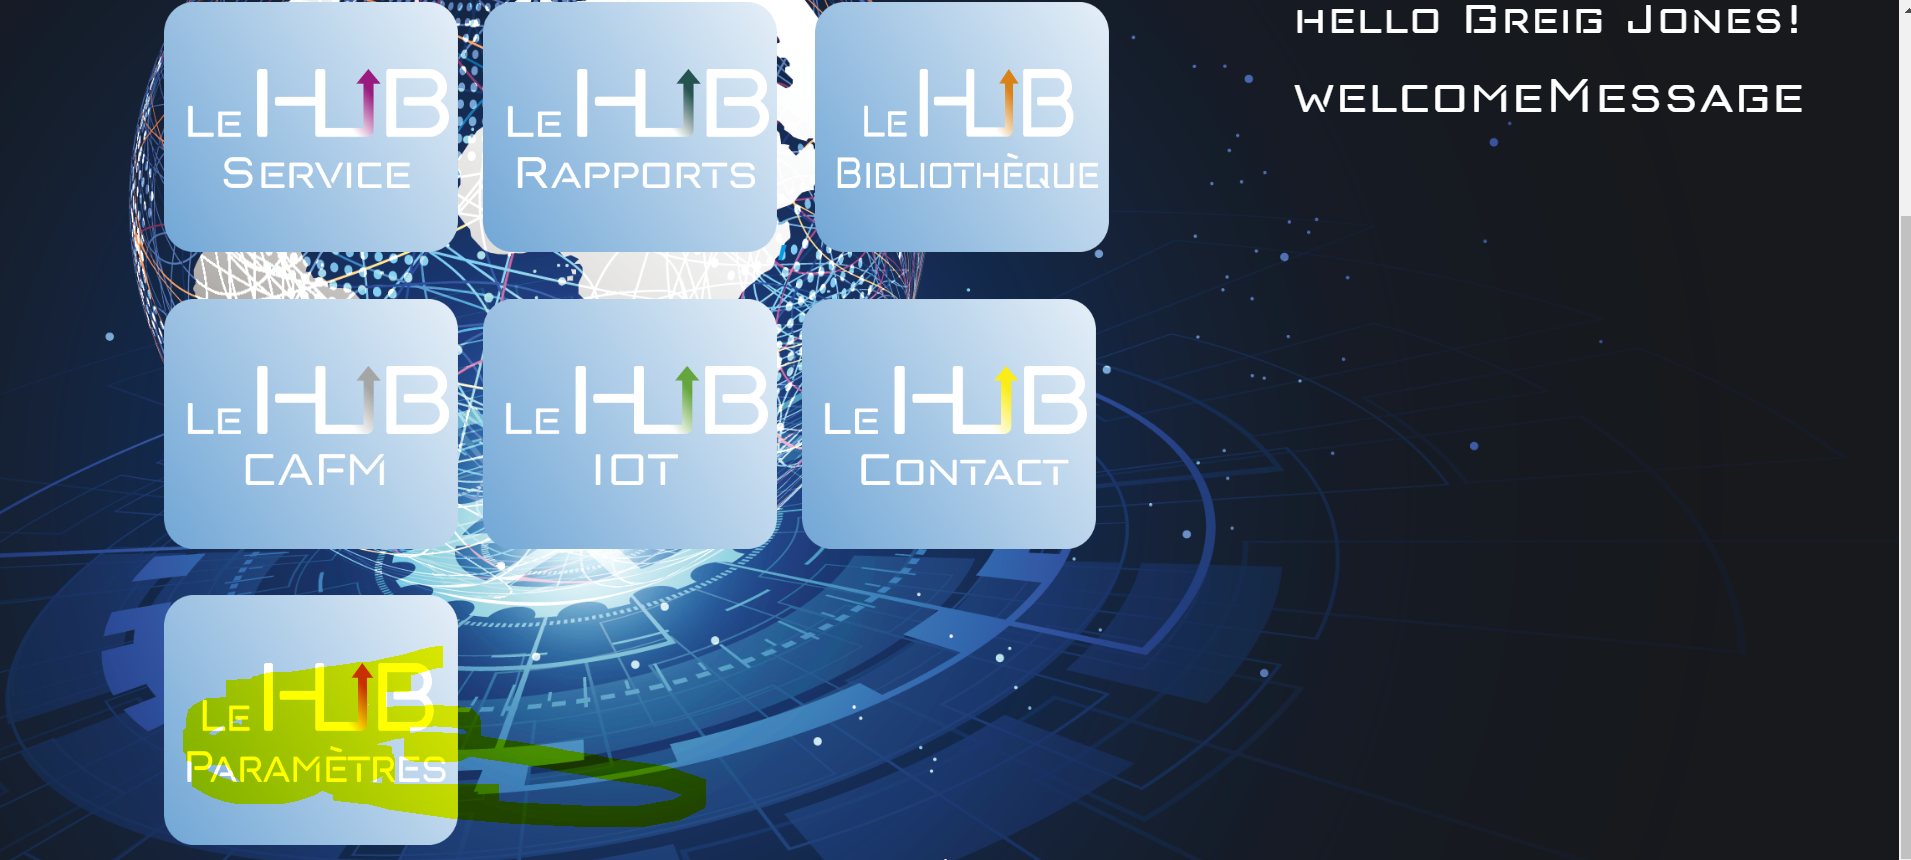 HELLO GREIG JONES!
WELCOMEMESSAGE
LE HUB
SERVICE
LE HUB
RAPPORTS
LE HUB
BIBLIOTHÈQUE
LE HUB
CAFM
LE HUB
IOT
LE HUB
CONTACT
LE HUB
PARAMÈTRES